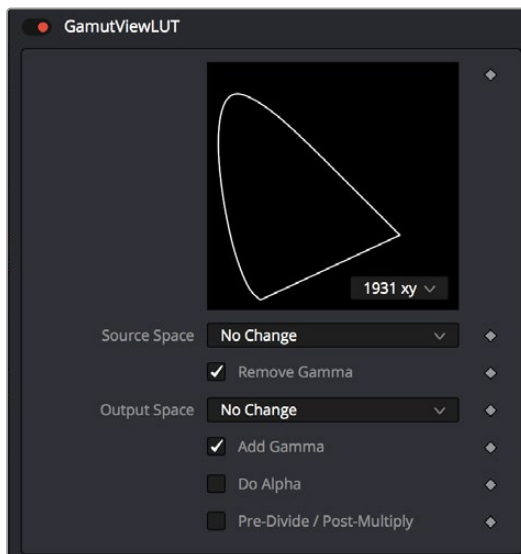 GamutViewLUT
1931 xy
Source Space No Change
Remove Gamma
Output Space No Change
Add Gamma
Do Alpha
Pre-Divide / Post-Multiply